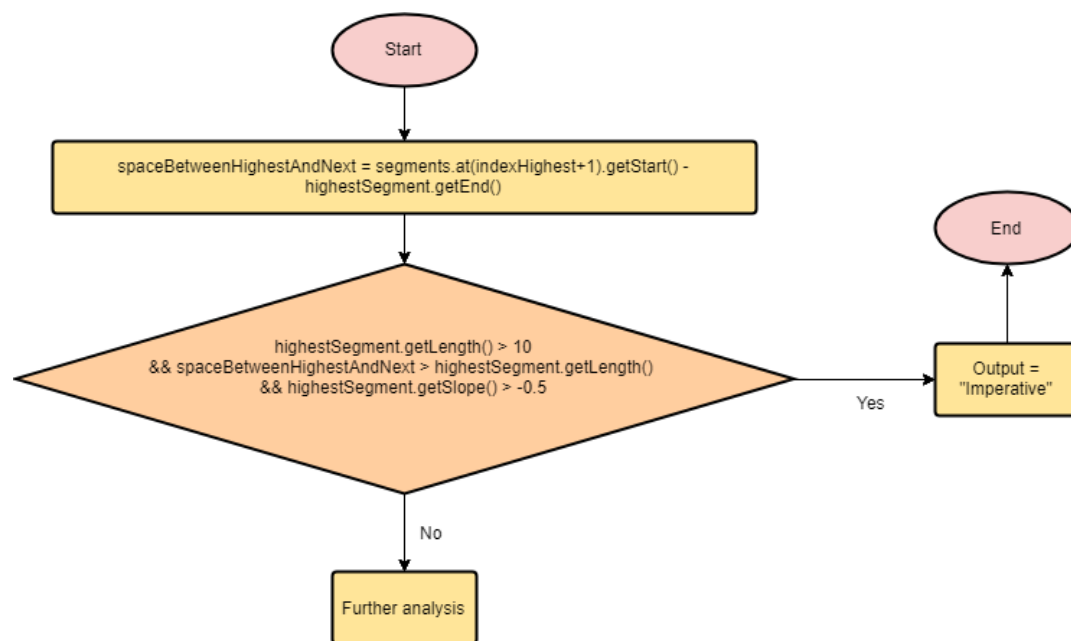 Start
spaceBetweenHighestAndNext = segments.at(indexHighest+1).getStart() -
highestSegment.getEnd()
End
highestSegment.getLength() > 10
&& spaceBetweenHighestAndNext > highestSegment.getLength()
&& highestSegment.getSlope() > -0.5
Yes
Output =
"Imperative"
No
Further analysis